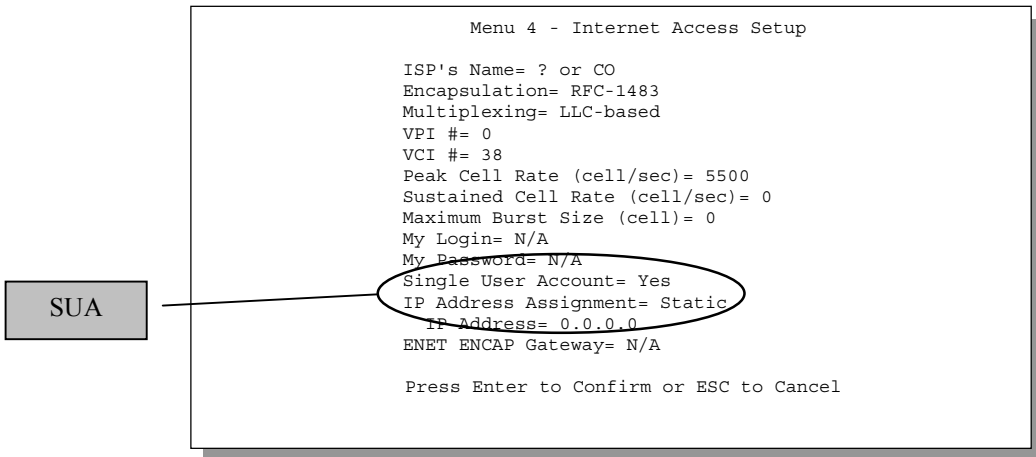 Menu 4 - Internet Access Setup
ISP's Name= ? or CO
Encapsulation= RFC-1483
Multiplexing= LLC-based
VPI #= 0
VCI #= 38
Peak Cell Rate (cell/sec)= 5500
Sustained Cell Rate (cell/sec)= 0
Maximum Burst Size (cell)= 0
My Login= N/A
My Password= N/A
Single User Account= Yes
IP Address Assignment= Static
IP Address= 0.0.0.0
ENET ENCAP Gateway= N/A
Press Enter to Confirm or ESC to Cancel
SUA